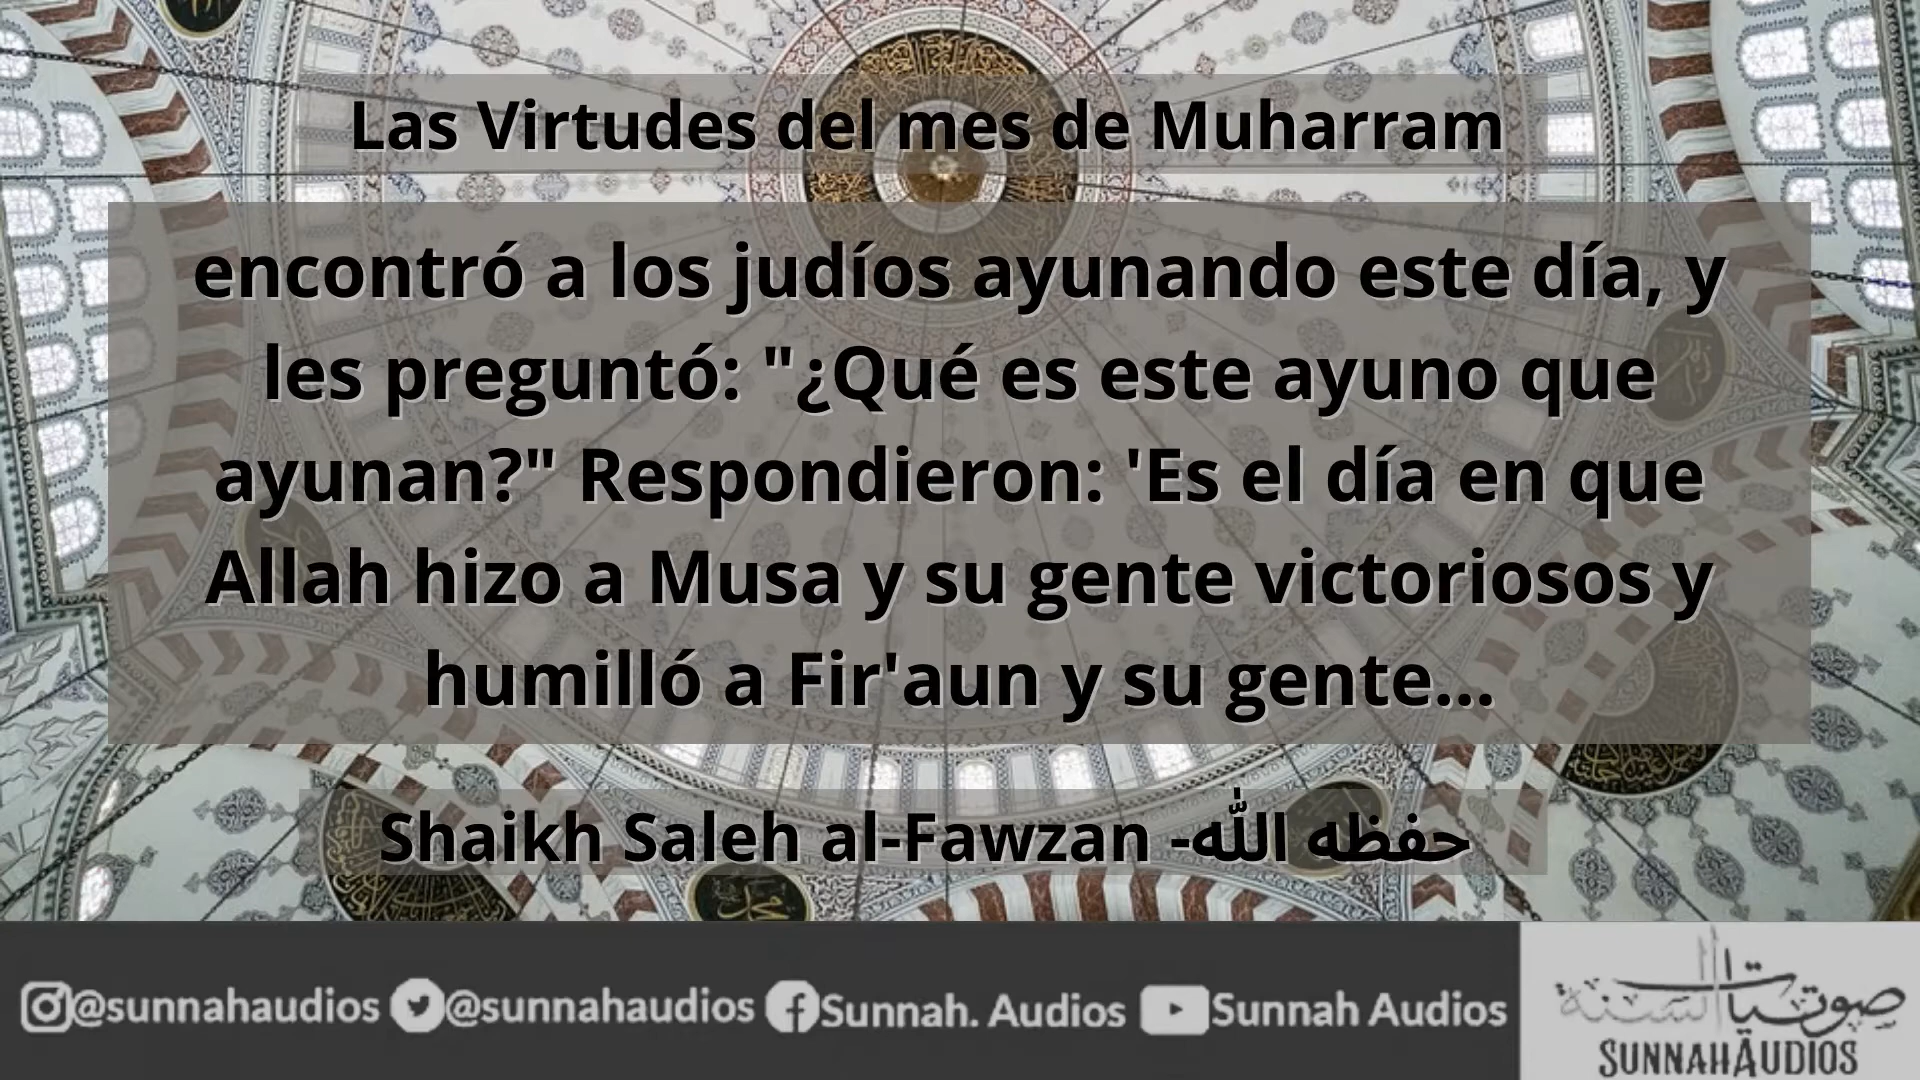 Las Virtudes del mes de Muharram
encontró a los judíos ayunando este día, y
les preguntó: "¿Qué es este ayuno que
ayunan?" Respondieron: 'Es el día en que
Allah hizo a Musa y su gente victoriosos y
humilló a Fir'aun y su gente...
Shaikh Saleh al-Fawzan -حفظه الله
@sunnahaudios @sunnahaudios Sunnah. Audios Sunnah Audios
صوتيات السنة
SUNNAHAUDIOS